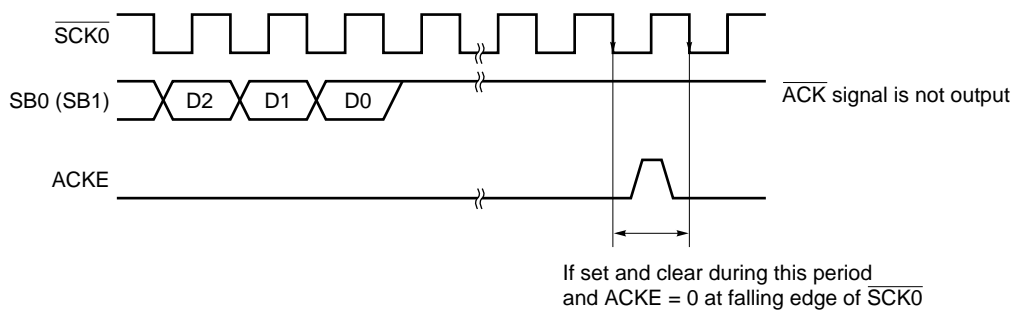 SCK0
SB0 (SB1)
D2
D1
D0
ACK signal is not output
ACKE
If set and clear during this period
and ACKE = 0 at falling edge of SCK0